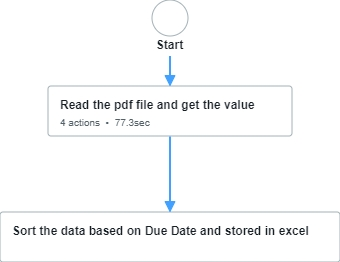 Start
Read the pdf file and get the value
4 actions • 77.3sec
Sort the data based on Due Date and stored in excel